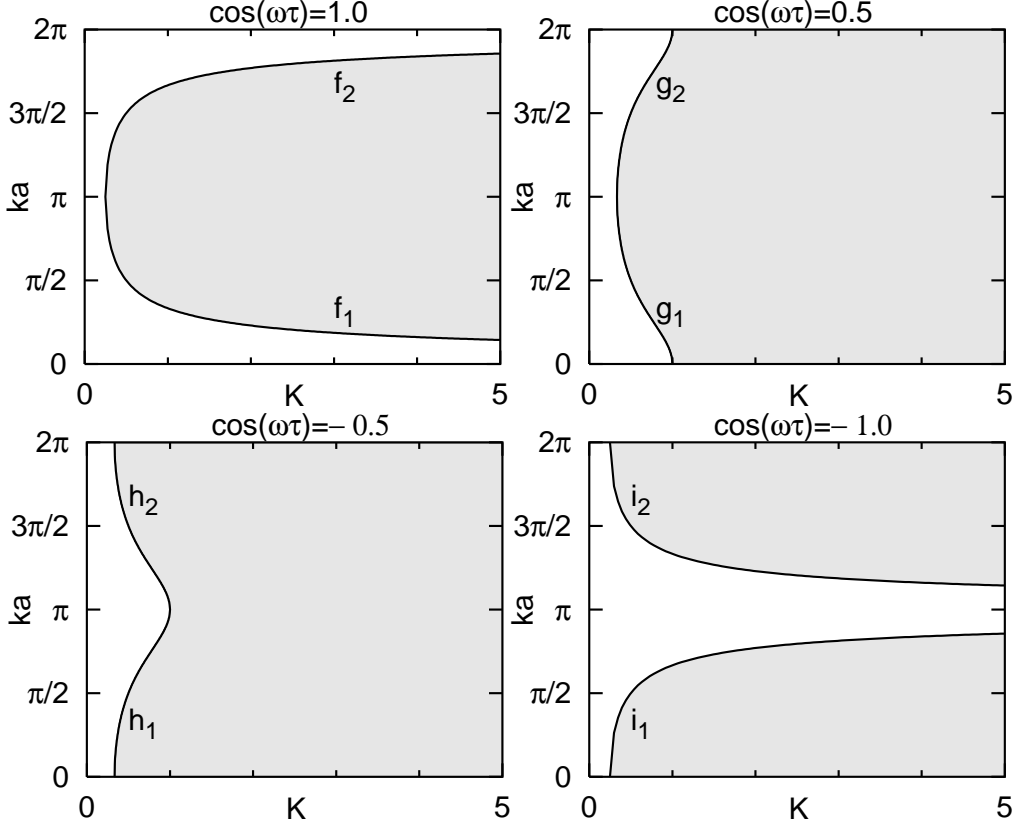 cos(ωτ)=1.0
2π
3π/2
ka π
π/2
0
f2
f1
0 K 5
cos(ωτ)=0.5
2π
3π/2
ka π
π/2
0
g2
g1
0 K 5
cos(ωτ)=− 0.5
2π
3π/2
ka π
π/2
0
h2
h1
0 K 5
cos(ωτ)=− 1.0
2π
3π/2
ka π
π/2
0
i2
i1
0 K 5